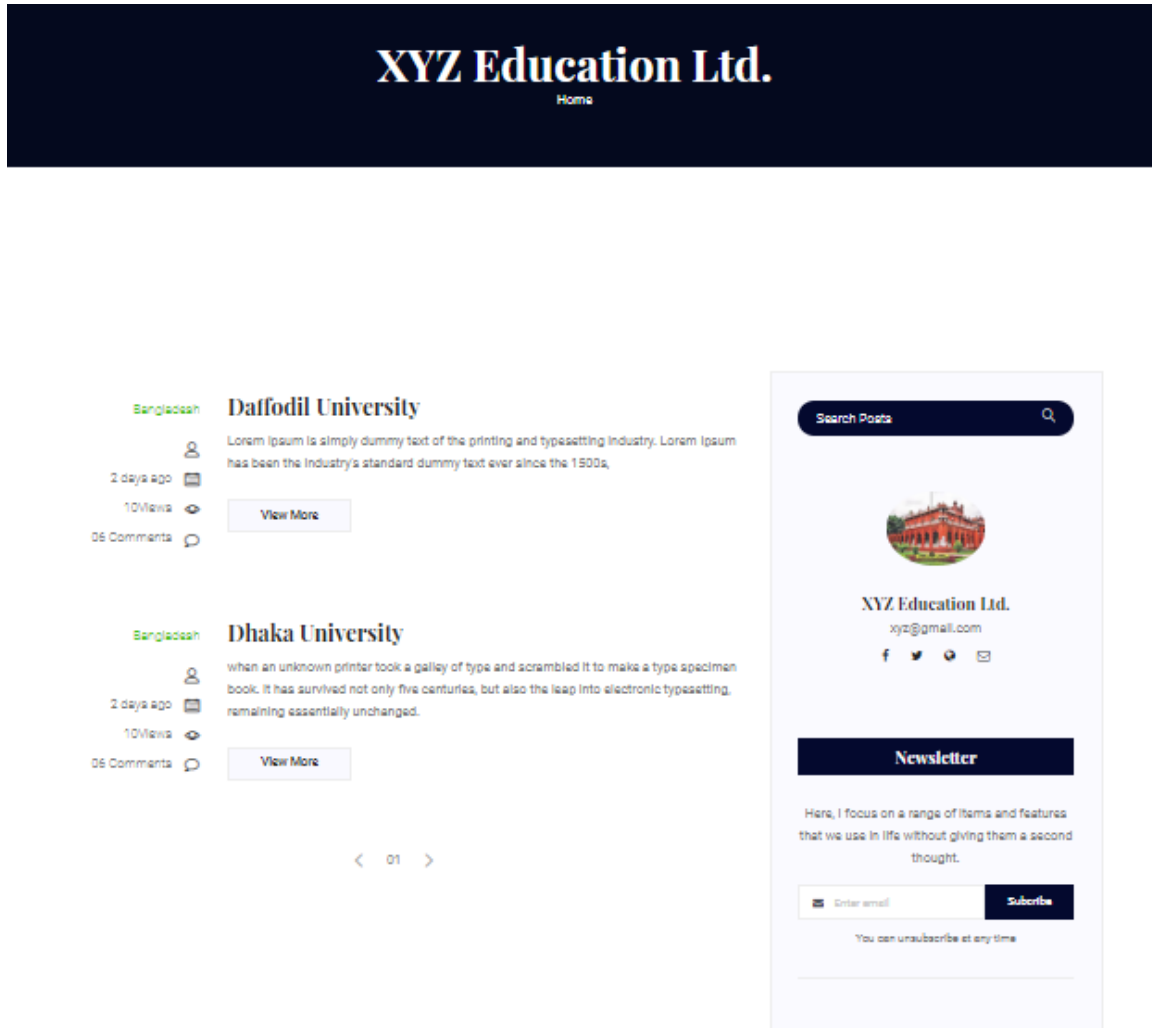 XYZ Education Ltd.
Home
Bangladesh
2 days ago
10Views
06 Comments
Daffodil University
Lorem Ipsum is simply dummy text of the printing and typesetting industry. Lorem Ipsum
has been the industry's standard dummy text ever since the 1500s,
View More
Bangladesh
2 days ago
10Views
06 Comments
Dhaka University
when an unknown printer took a galley of type and scrambled it to make a type specimen
book. It has survived not only five centuries, but also the leap into electronic typesetting,
remaining essentially unchanged.
View More
01
Search Posts
XYZ Education Ltd.
xyz@gmail.com
Newsletter
Here, I focus on a range of items and features
that we use in life without giving them a second
thought.
Enter email
Subcribe
You can unsubscribe at any time